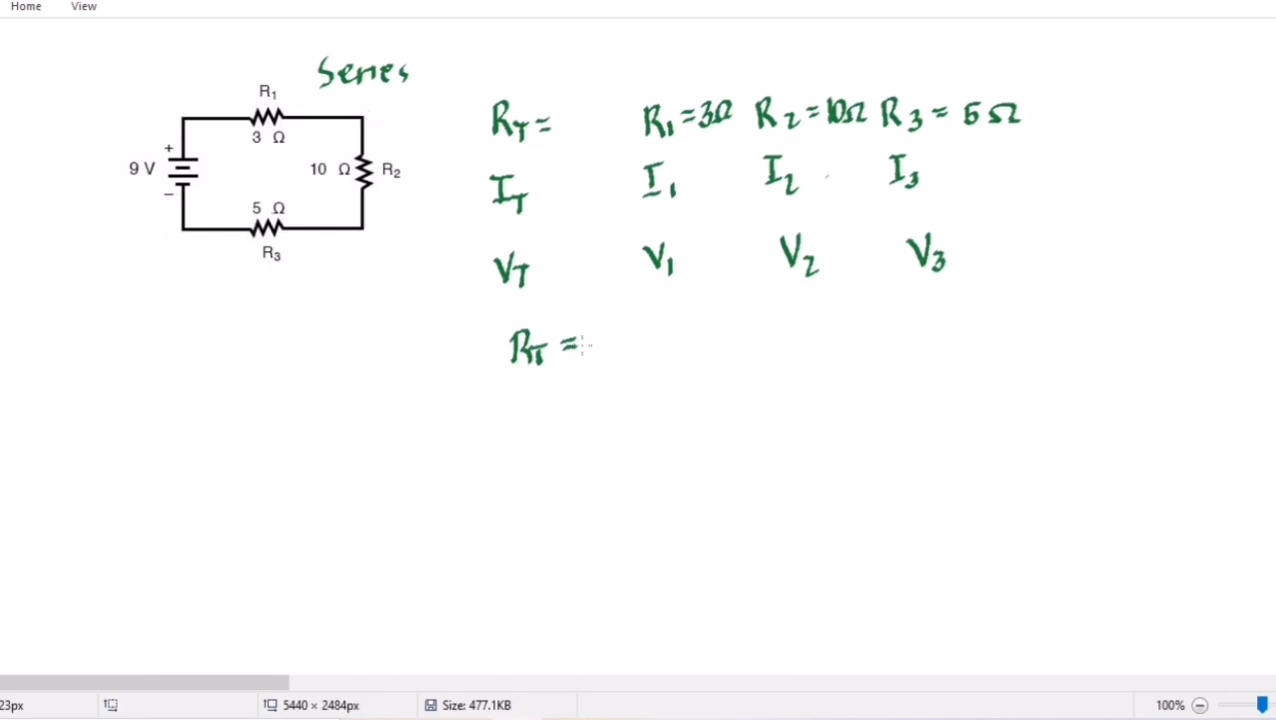 Home View
Series
R1
3 Ω
9 V
+
–
10 Ω R2
5 Ω
R3
RT= R1=3Ω R2=10Ω R3=5Ω
IT I1 I2 I3
VT V1 V2 V3
RT =
23px 5440 × 2484px Size: 477.1KB 100%